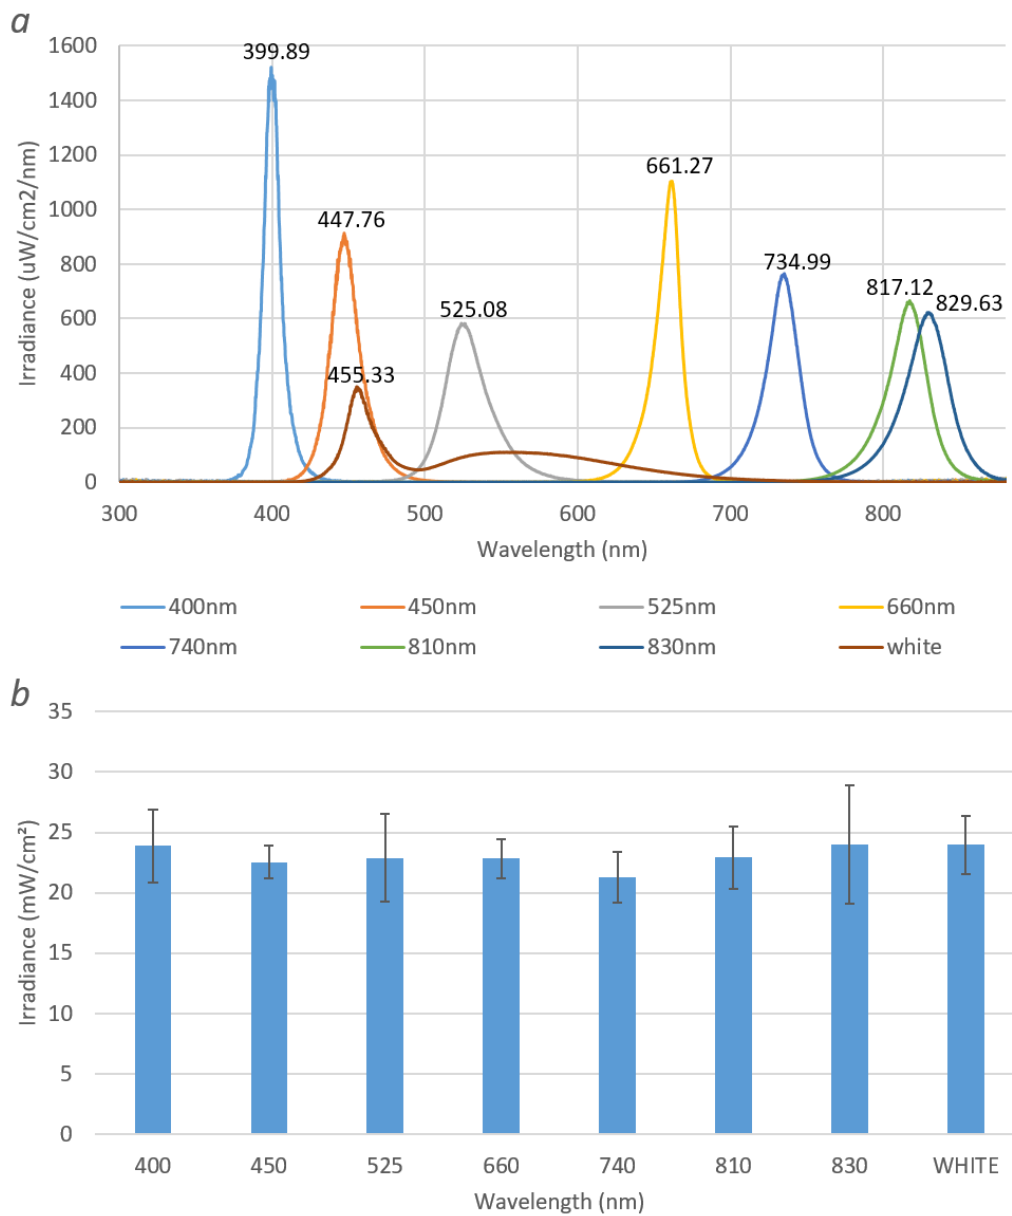 a
1600
399.89
1400
1200
661.27
1000
447.76
800
734.99
817.12
829.63
600
525.08
400
455.33
200
0
Irradiance (uW/cm2/nm)
300 400 500 600 700 800
Wavelength (nm)
400nm 450nm 525nm 660nm
740nm 810nm 830nm white
b
35
30
25
20
15
10
5
0
Irradiance (mW/cm²)
400 450 525 660 740 810 830 WHITE
Wavelength (nm)